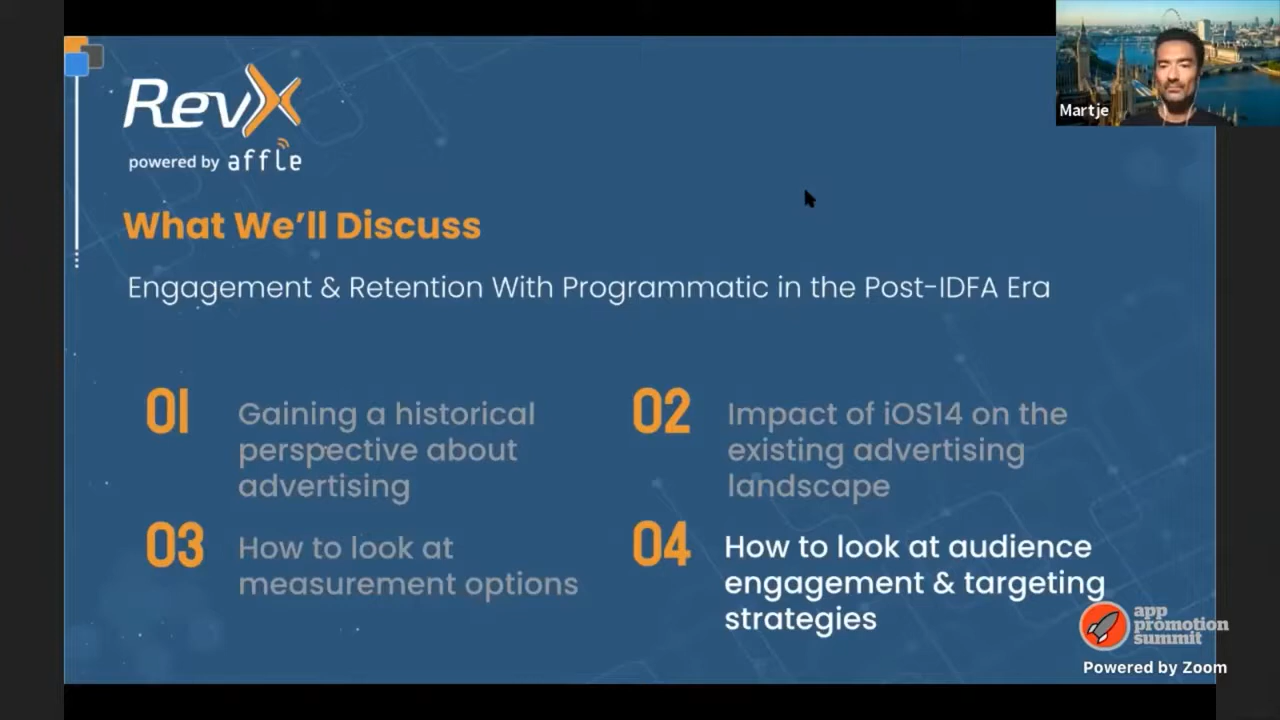 RevX
powered by affle
Martje
What We'll Discuss
Engagement & Retention With Programmatic in the Post-IDFA Era
01
Gaining a historical
perspective about
advertising
02
Impact of iOS14 on the
existing advertising
landscape
03
How to look at
measurement options
04
How to look at audience
engagement & targeting
strategies
app
promotion
summit
Powered by Zoom